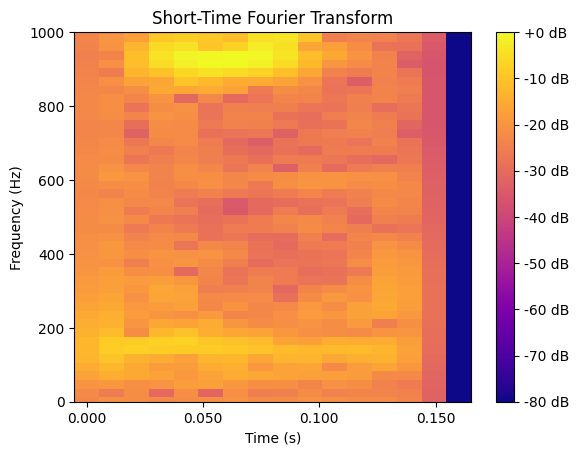 Short-Time Fourier Transform
1000
800
600
400
200
0
Frequency (Hz)
0.000
0.050
0.100
0.150
Time (s)
+0 dB
-10 dB
-20 dB
-30 dB
-40 dB
-50 dB
-60 dB
-70 dB
-80 dB